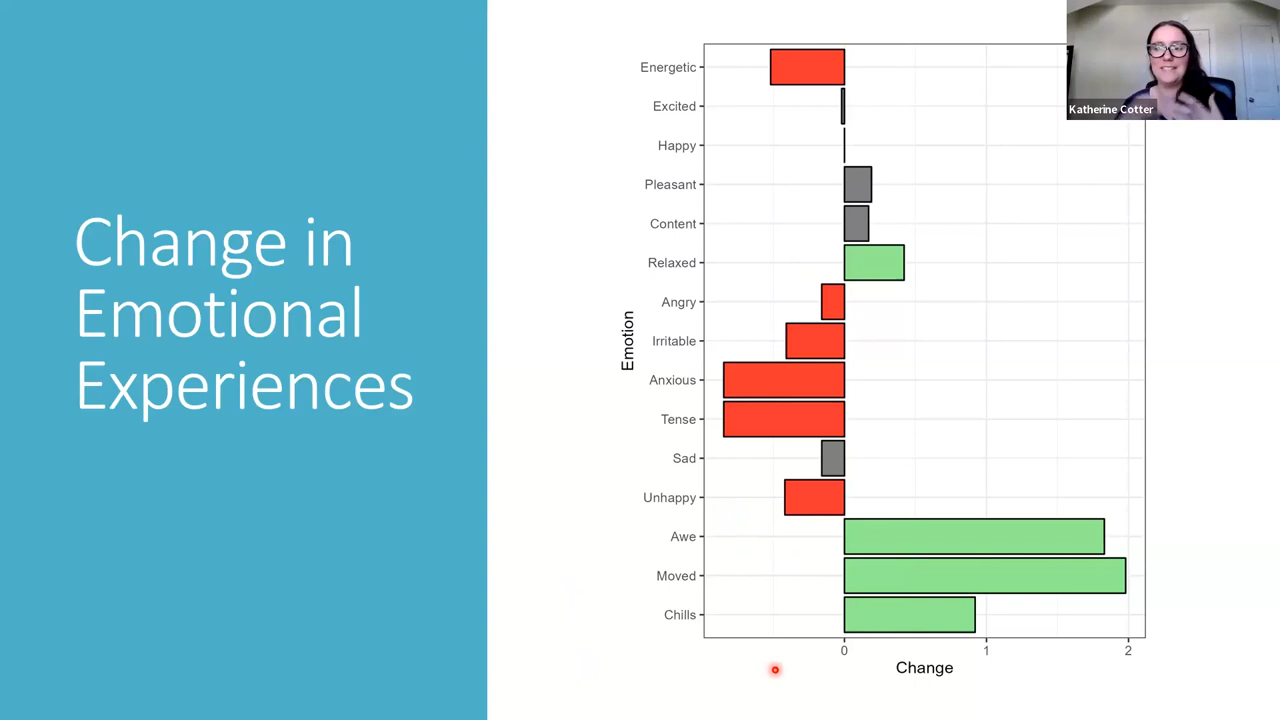 Change in
Emotional
Experiences
Energetic
Excited
Happy
Pleasant
Content
Relaxed
Angry
Irritable
Anxious
Tense
Sad
Unhappy
Awe
Moved
Chills
Emotion
0 1 2
Change
Katherine Cotter